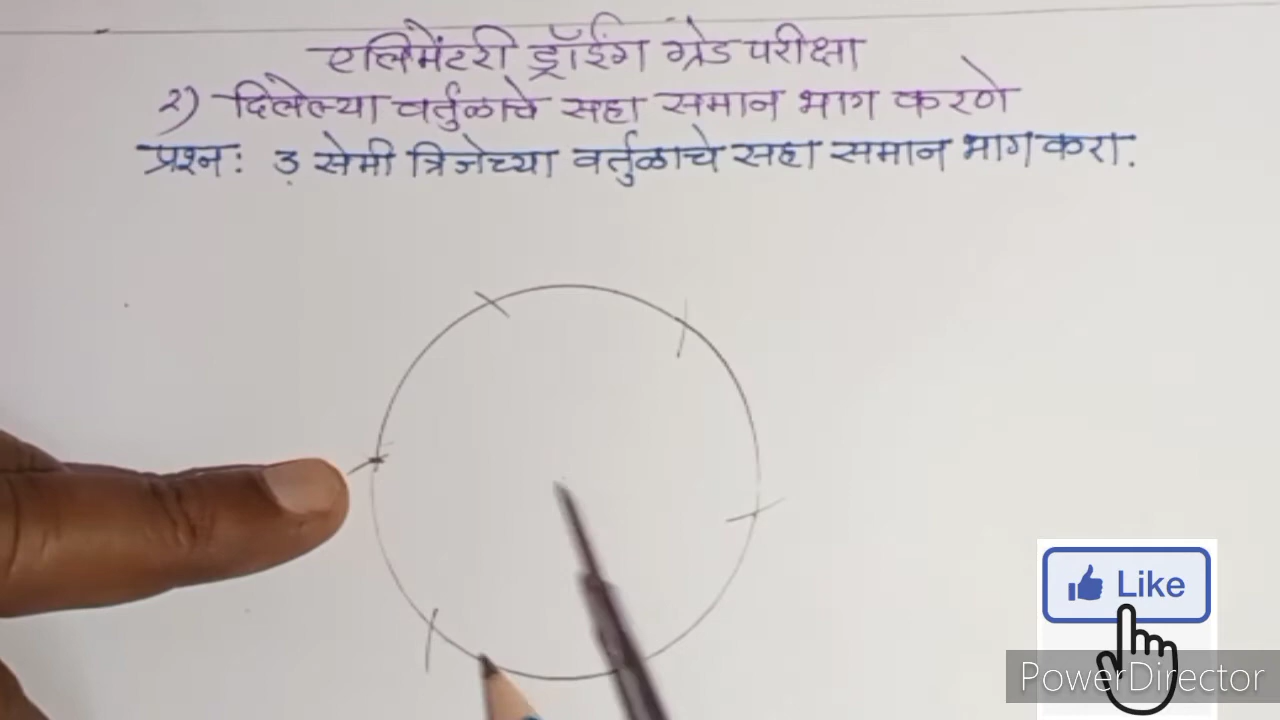 एलिमेंटरी ड्रॉईंग ग्रेड परीक्षा
२) दिलेल्या वर्तुळाचे सहा समान भाग करणे
प्रश्न: ३ सेमी त्रिजेच्या वर्तुळाचे सहा समान भाग करा.
Like
PowerDirector